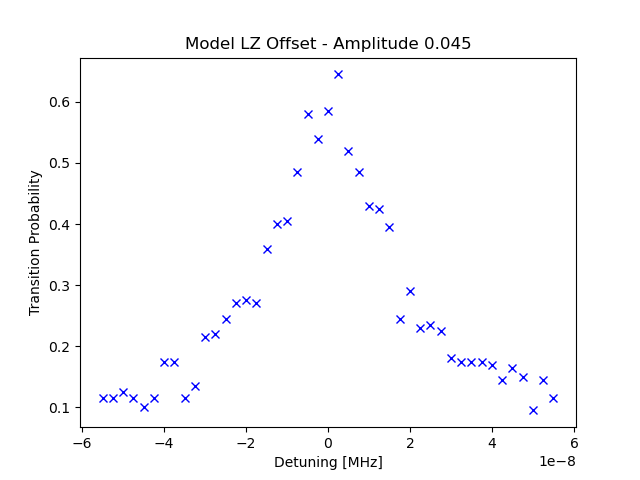 Model LZ Offset - Amplitude 0.045
Transition Probability
0.6
0.5
0.4
0.3
0.2
0.1
−6 −4 −2 0 2 4 6
1e−8
Detuning [MHz]